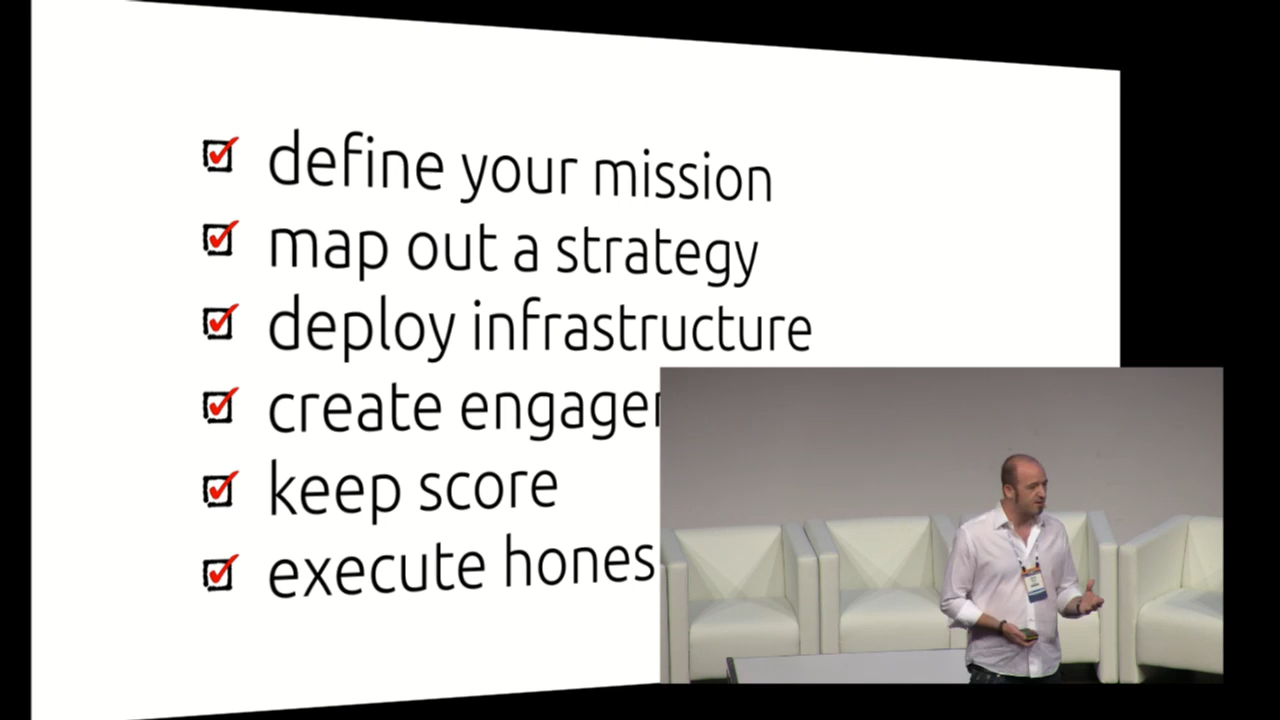 define your mission
map out a strategy
deploy infrastructure
create
keep score
execute